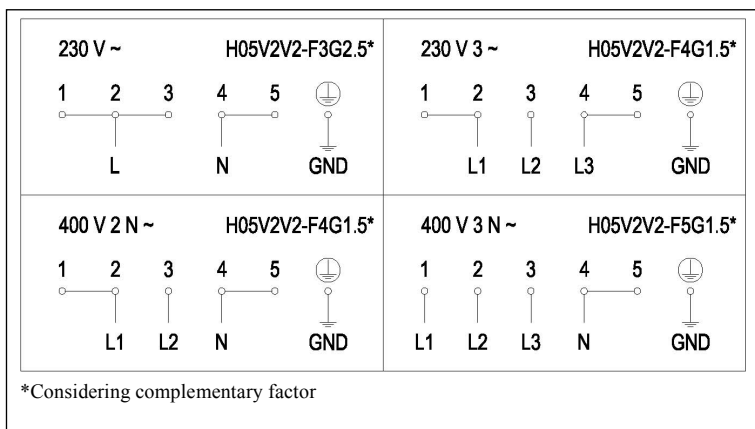 230 V ~ H05V2V2-F3G2.5*
1 2 3 4 5
L N GND
230 V 3 ~ H05V2V2-F4G1.5*
1 2 3 4 5
L1 L2 L3 GND
400 V 2 N ~ H05V2V2-F4G1.5*
1 2 3 4 5
L1 L2 N GND
400 V 3 N ~ H05V2V2-F5G1.5*
1 2 3 4 5
L1 L2 L3 N GND
*Considering complementary factor